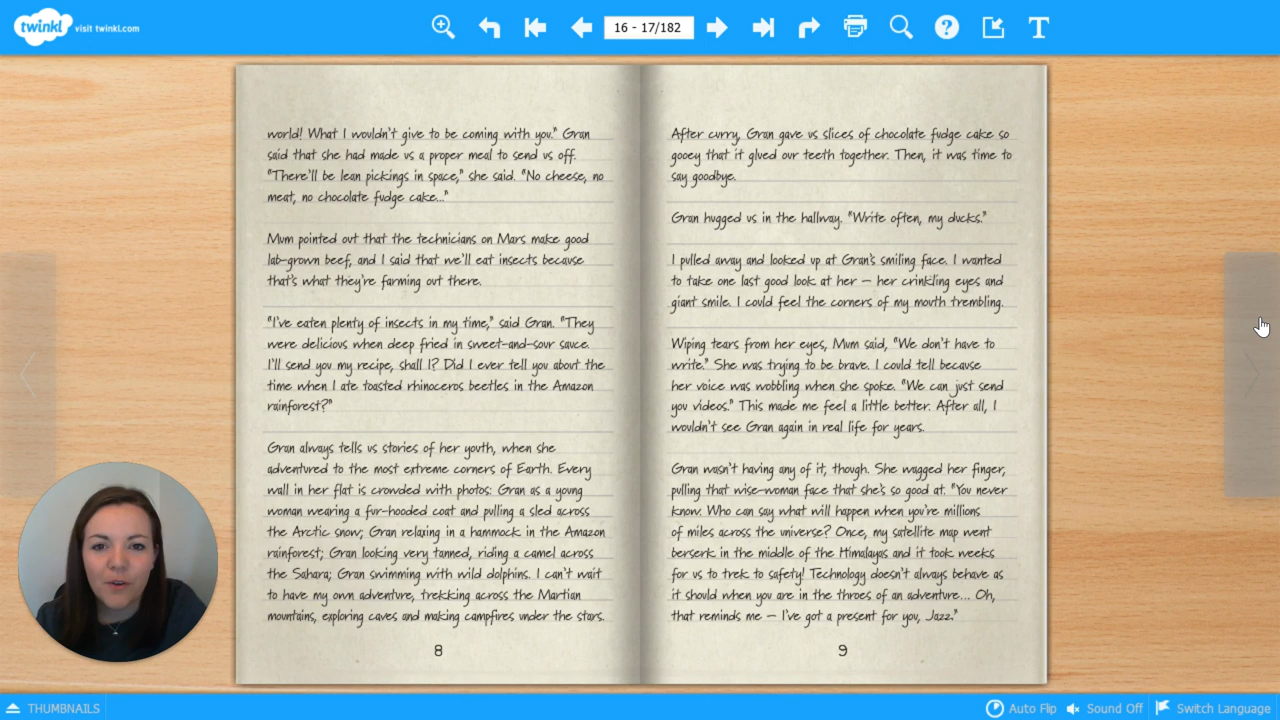 twinkl visit twinkl.com
16 - 17/182
world! What I wouldn't give to be coming with you." Gran
said that she had made us a proper meal to send us off.
"There'll be lean pickings in space," she said. "No cheese, no
meat, no chocolate fudge cake..."
Mum pointed out that the technicians on Mars make good
lab-grown beef, and I said that we'll eat insects because
that's what they're farming out there.
"I've eaten plenty of insects in my time," said Gran. "They
were delicious when deep fried in sweet-and-sour sauce.
I'll send you my recipe, shall I? Did I ever tell you about the
time when I ate toasted rhinoceros beetles in the Amazon
rainforest?"
Gran always tells us stories of her youth, when she
adventured to the most extreme corners of Earth. Every
wall in her flat is crowded with photos: Gran as a young
woman wearing a fur-hooded coat and pulling a sled across
the Arctic snow; Gran relaxing in a hammock in the Amazon
rainforest; Gran looking very tanned, riding a camel across
the Sahara; Gran swimming with wild dolphins. I can't wait
to have my own adventure, trekking across the Martian
mountains, exploring caves and making campfires under the stars.
8
After curry, Gran gave us slices of chocolate fudge cake so
gooey that it glued our teeth together. Then, it was time to
say goodbye.
Gran hugged us in the hallway. "Write often, my ducks."
I pulled away and looked up at Gran's smiling face. I wanted
to take one last good look at her – her crinkling eyes and
giant smile. I could feel the corners of my mouth trembling.
Wiping tears from her eyes, Mum said, "We don't have to
write." She was trying to be brave. I could tell because
her voice was wobbling when she spoke. "We can just send
you videos." This made me feel a little better. After all, I
wouldn't see Gran again in real life for years.
Gran wasn't having any of it, though. She wagged her finger,
pulling that wise-woman face that she's so good at. "You never
know. Who can say what will happen when you're millions
of miles across the universe? Once, my satellite map went
berserk in the middle of the Himalayas and it took weeks
for us to trek to safety! Technology doesn't always behave as
it should when you are in the throes of an adventure... Oh,
that reminds me – I've got a present for you, Jazz."
9
THUMBNAILS
Auto Flip Sound Off Switch Language